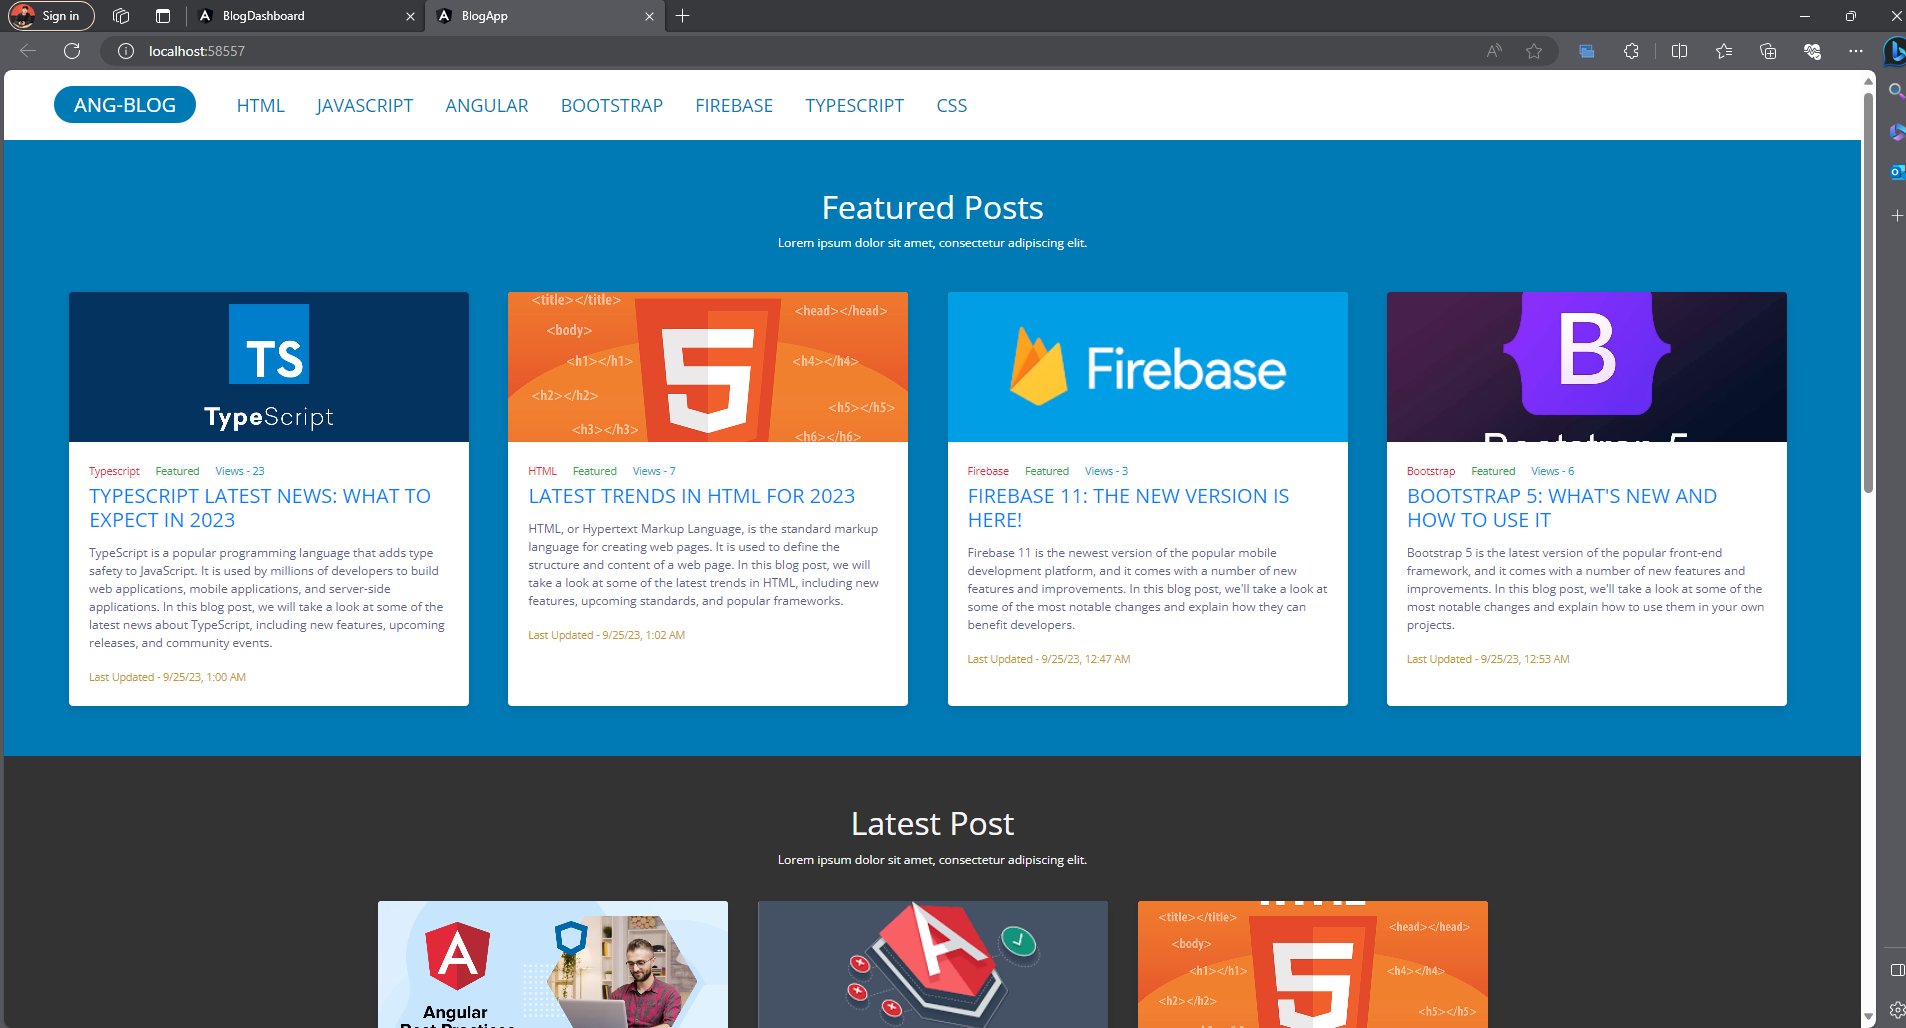 Sign in
BlogDashboard
BlogApp
localhost:58557
ANG-BLOG HTML JAVASCRIPT ANGULAR BOOTSTRAP FIREBASE TYPESCRIPT CSS
Featured Posts
Lorem ipsum dolor sit amet, consectetur adipiscing elit.
TS
TypeScript
Typescript Featured Views - 23
TYPESCRIPT LATEST NEWS: WHAT TO
EXPECT IN 2023
TypeScript is a popular programming language that adds type
safety to JavaScript. It is used by millions of developers to build
web applications, mobile applications, and server-side
applications. In this blog post, we will take a look at some of the
latest news about TypeScript, including new features, upcoming
releases, and community events.
Last Updated - 9/25/23, 1:00 AM
<title></title>
<head></head>
<body>
<h1></h1>
<h4></h4>
<h2></h2>
<h5></h5>
<h3></h3>
<h6></h6>
5
HTML Featured Views - 7
LATEST TRENDS IN HTML FOR 2023
HTML, or Hypertext Markup Language, is the standard markup
language for creating web pages. It is used to define the
structure and content of a web page. In this blog post, we will
take a look at some of the latest trends in HTML, including new
features, upcoming standards, and popular frameworks.
Last Updated - 9/25/23, 1:02 AM
Firebase
Firebase Featured Views - 3
FIREBASE 11: THE NEW VERSION IS
HERE!
Firebase 11 is the newest version of the popular mobile
development platform, and it comes with a number of new
features and improvements. In this blog post, we'll take a look at
some of the most notable changes and explain how they can
benefit developers.
Last Updated - 9/25/23, 12:47 AM
B
Bootstrap 5
Bootstrap Featured Views - 6
BOOTSTRAP 5: WHAT'S NEW AND
HOW TO USE IT
Bootstrap 5 is the latest version of the popular front-end
framework, and it comes with a number of new features and
improvements. In this blog post, we'll take a look at some of the
most notable changes and explain how to use them in your own
projects.
Last Updated - 9/25/23, 12:53 AM
Latest Post
Lorem ipsum dolor sit amet, consectetur adipiscing elit.
A
Angular
Best Practices
A
<title></title>
<head></head>
<body>
<h1></h1>
<h4></h4>
<h2></h2>
<h5></h5>
5